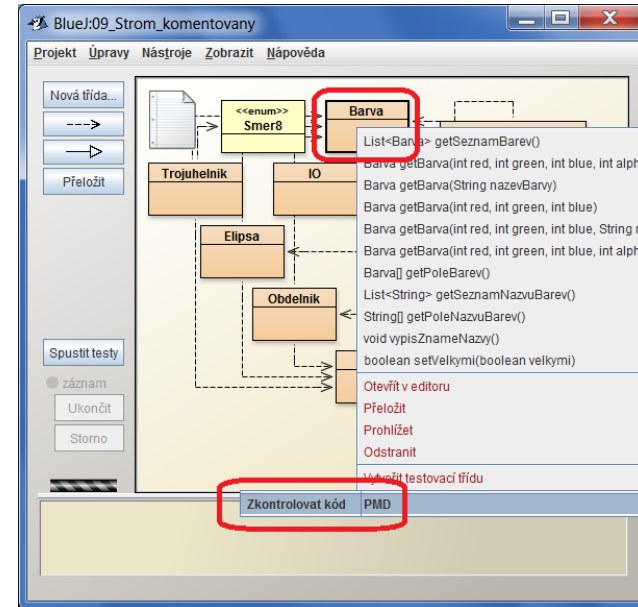 BlueJ:09_Strom_komentovany
Projekt Úpravy Nástroje Zobrazit Nápověda
Nová třída...
Přeložit
<<enum>>
Smer8
Barva
Trojuhelnik
IO
Elipsa
Obdelnik
List<Barva> getSeznamBarev()
Barva getBarva(int red, int green, int blue, int alph
Barva getBarva(String nazevBarvy)
Barva getBarva(int red, int green, int blue)
Barva getBarva(int red, int green, int blue, String
Barva getBarva(int red, int green, int blue, int alph
Barva[] getPoleBarev()
List<String> getSeznamNazvuBarev()
String[] getPoleNazvuBarev()
void vypisZnameNazvy()
boolean setVelkymi(boolean velkymi)
Otevřít v editoru
Přeložit
Prohlížet
Odstranit
Vytvořit testovací třídu
Zkontrolovat kód PMD
Spustit testy
záznam
Ukončit
Storno